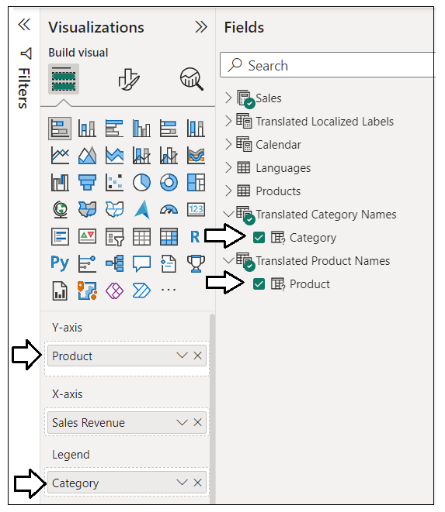 Filters
Visualizations
Build visual
123
R
Py
Y-axis
Product
X-axis
Sales Revenue
Legend
Category
Fields
Search
Sales
Translated Localized Labels
Calendar
Languages
Products
Translated Category Names
Category
Translated Product Names
Product